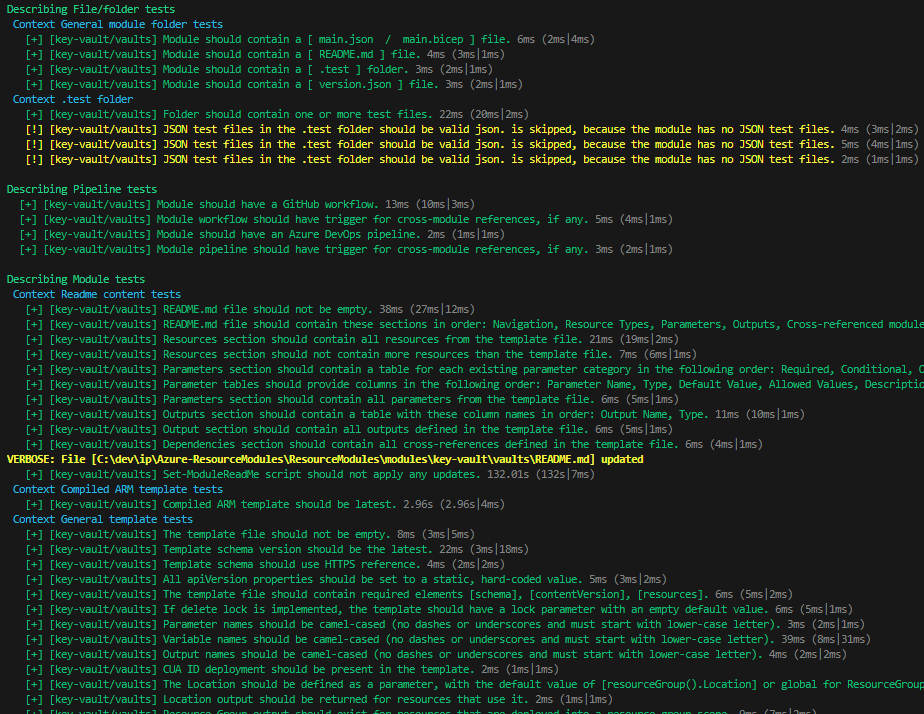 Describing File/folder tests
Context General module folder tests
[+] [key-vault/vaults] Module should contain a [ main.json / main.bicep ] file. 6ms (2ms|4ms)
[+] [key-vault/vaults] Module should contain a [ README.md ] file. 4ms (3ms|1ms)
[+] [key-vault/vaults] Module should contain a [ .test ] folder. 3ms (2ms|1ms)
[+] [key-vault/vaults] Module should contain a [ version.json ] file. 3ms (2ms|1ms)
Context .test folder
[+] [key-vault/vaults] Folder should contain one or more test files. 22ms (20ms|2ms)
[!] [key-vault/vaults] JSON test files in the .test folder should be valid json. is skipped, because the module has no JSON test files. 4ms (3ms|2ms)
[!] [key-vault/vaults] JSON test files in the .test folder should be valid json. is skipped, because the module has no JSON test files. 5ms (4ms|1ms)
[!] [key-vault/vaults] JSON test files in the .test folder should be valid json. is skipped, because the module has no JSON test files. 2ms (1ms|1ms)
Describing Pipeline tests
[+] [key-vault/vaults] Module should have a GitHub workflow. 13ms (10ms|3ms)
[+] [key-vault/vaults] Module workflow should have trigger for cross-module references, if any. 5ms (4ms|1ms)
[+] [key-vault/vaults] Module should have an Azure DevOps pipeline. 2ms (1ms|1ms)
[+] [key-vault/vaults] Module pipeline should have trigger for cross-module references, if any. 3ms (2ms|1ms)
Describing Module tests
Context Readme content tests
[+] [key-vault/vaults] README.md file should not be empty. 38ms (27ms|12ms)
[+] [key-vault/vaults] README.md file should contain these sections in order: Navigation, Resource Types, Parameters, Outputs, Cross-referenced module
[+] [key-vault/vaults] Resources section should contain all resources from the template file. 21ms (19ms|2ms)
[+] [key-vault/vaults] Resources section should not contain more resources than the template file. 7ms (6ms|1ms)
[+] [key-vault/vaults] Parameters section should contain a table for each existing parameter category in the following order: Required, Conditional, O
[+] [key-vault/vaults] Parameter tables should provide columns in the following order: Parameter Name, Type, Default Value, Allowed Values, Descriptio
[+] [key-vault/vaults] Parameters section should contain all parameters from the template file. 6ms (5ms|1ms)
[+] [key-vault/vaults] Outputs section should contain a table with these column names in order: Output Name, Type. 11ms (10ms|1ms)
[+] [key-vault/vaults] Output section should contain all outputs defined in the template file. 6ms (5ms|1ms)
[+] [key-vault/vaults] Dependencies section should contain all cross-references defined in the template file. 6ms (4ms|1ms)
VERBOSE: File [C:\dev\ip\Azure-ResourceModules\ResourceModules\modules\key-vault\vaults\README.md] updated
[+] [key-vault/vaults] Set-ModuleReadMe script should not apply any updates. 132.01s (132s|7ms)
Context Compiled ARM template tests
[+] [key-vault/vaults] Compiled ARM template should be latest. 2.96s (2.96s|4ms)
Context General template tests
[+] [key-vault/vaults] The template file should not be empty. 8ms (3ms|5ms)
[+] [key-vault/vaults] Template schema version should be the latest. 22ms (3ms|18ms)
[+] [key-vault/vaults] Template schema should use HTTPS reference. 4ms (2ms|2ms)
[+] [key-vault/vaults] All apiVersion properties should be set to a static, hard-coded value. 5ms (3ms|2ms)
[+] [key-vault/vaults] The template file should contain required elements [schema], [contentVersion], [resources]. 6ms (5ms|2ms)
[+] [key-vault/vaults] If delete lock is implemented, the template should have a lock parameter with an empty default value. 6ms (5ms|1ms)
[+] [key-vault/vaults] Parameter names should be camel-cased (no dashes or underscores and must start with lower-case letter). 3ms (2ms|1ms)
[+] [key-vault/vaults] Variable names should be camel-cased (no dashes or underscores and must start with lower-case letter). 39ms (8ms|31ms)
[+] [key-vault/vaults] Output names should be camel-cased (no dashes or underscores and must start with lower-case letter). 4ms (2ms|2ms)
[+] [key-vault/vaults] CUA ID deployment should be present in the template. 2ms (1ms|1ms)
[+] [key-vault/vaults] The Location should be defined as a parameter, with the default value of [resourceGroup().Location] or global for ResourceGroup
[+] [key-vault/vaults] Location output should be returned for resources that use it. 2ms (1ms|1ms)
[+] [key-vault/vaults] Resource Group output should exist for resources that are deployed into a resource group scope.